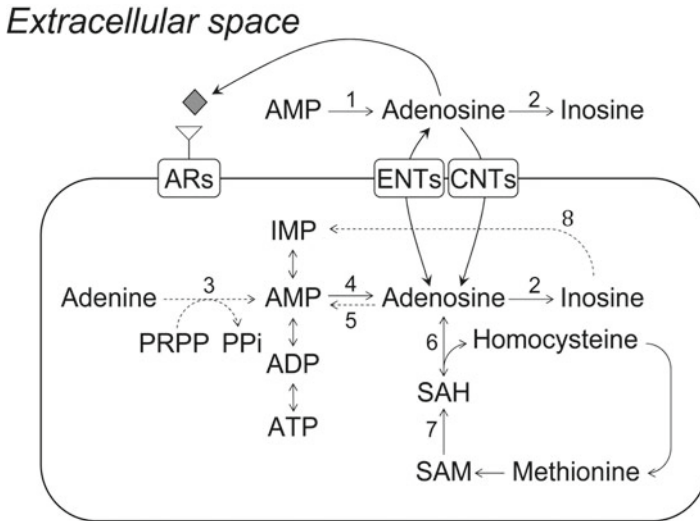 Extracellular space
AMP 1 Adenosine 2 Inosine
ARs ENTs CNTs
IMP 8
Adenine 3 AMP 4 Adenosine 2 Inosine
5
PRPP PPi 6 Homocysteine
ADP
SAH
ATP 7
SAM Methionine